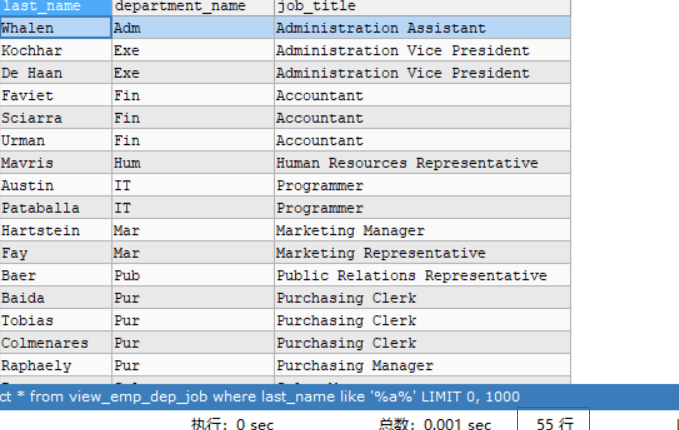 last_name department_name job_title
Whalen Adm Administration Assistant
Kochhar Exe Administration Vice President
De Haan Exe Administration Vice President
Faviet Fin Accountant
Sciarra Fin Accountant
Urman Fin Accountant
Mavris Hum Human Resources Representative
Austin IT Programmer
Pataballa IT Programmer
Hartstein Mar Marketing Manager
Fay Mar Marketing Representative
Baer Pub Public Relations Representative
Baida Pur Purchasing Clerk
Tobias Pur Purchasing Clerk
Colmenares Pur Purchasing Clerk
Raphaely Pur Purchasing Manager
ct * from view_emp_dep_job where last_name like '%a%' LIMIT 0, 1000
执行: 0 sec 总数: 0.001 sec 55 行